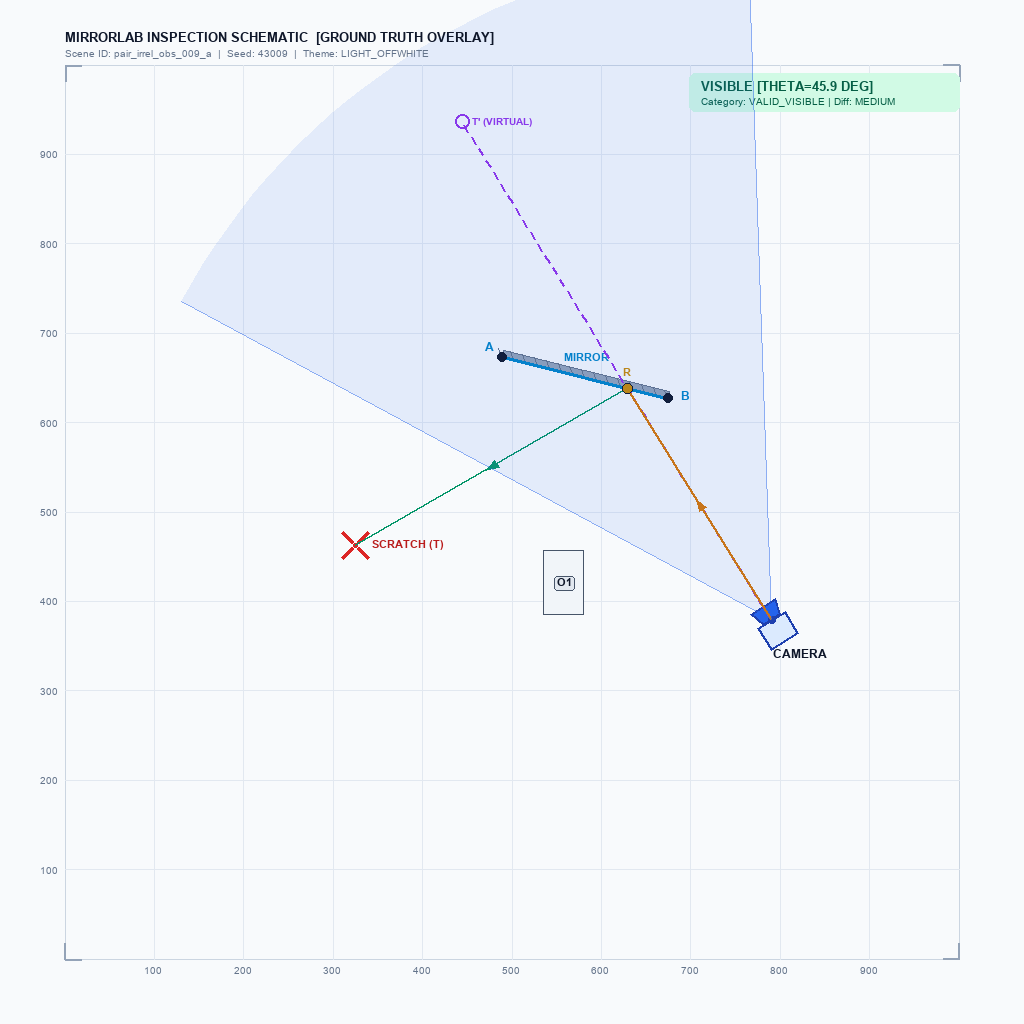 MIRRORLAB INSPECTION SCHEMATIC [GROUND TRUTH OVERLAY]
Scene ID: pair_irrel_obs_009_a | Seed: 43009 | Theme: LIGHT_OFFWHITE
VISIBLE [THETA=45.9 DEG]
Category: VALID_VISIBLE | Diff: MEDIUM
T' (VIRTUAL)
900
800
700
600
500
400
300
200
100
A
MIRROR
R
B
SCRATCH (T)
O1
CAMERA
100
200
300
400
500
600
700
800
900